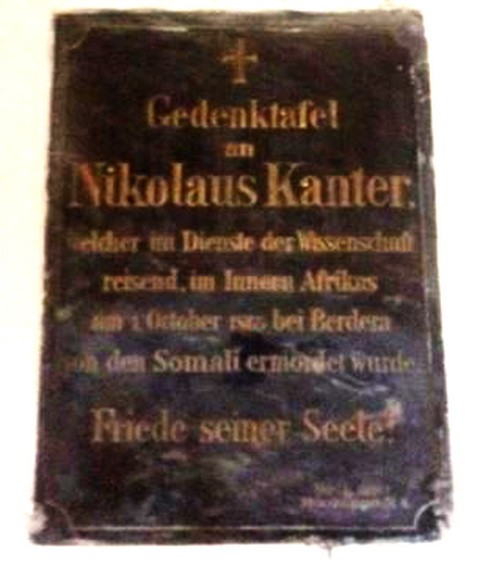 Gedenktafel
an
Nikolaus Kanter,
welcher im Dienste der Wissenschaft
reisend, im Innern Afrikas
am 1. October bei Berdera
von den Somali ermordet wurde.
Friede seiner Seele!